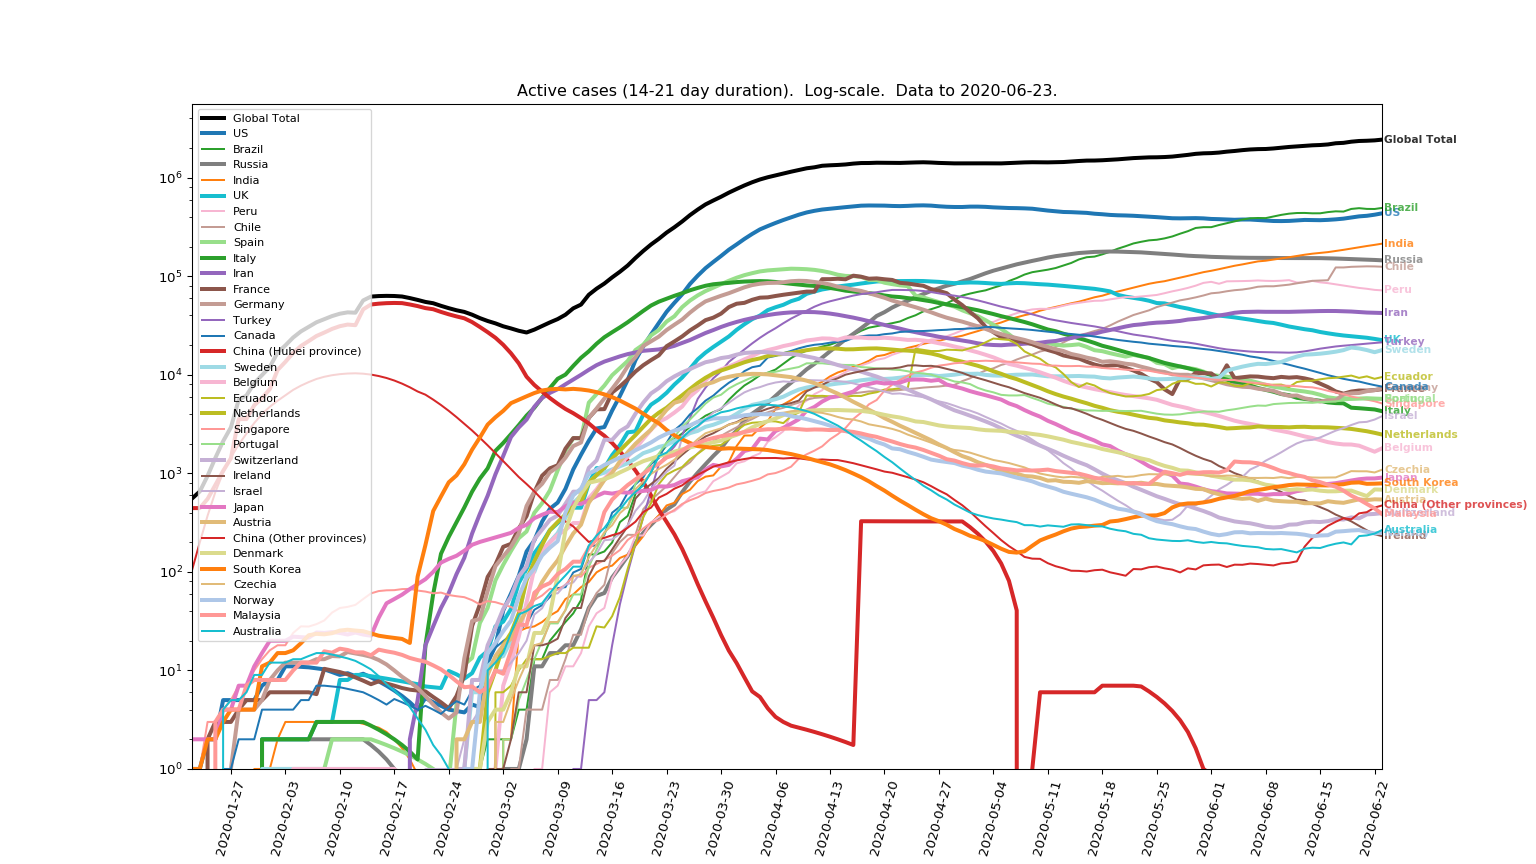 Active cases (14-21 day duration).  Log-scale.  Data to 2020-06-23.
Global Total
US
Brazil
Russia
India
UK
Peru
Chile
Spain
Italy
Iran
France
Germany
Turkey
Canada
China (Hubei province)
Sweden
Belgium
Ecuador
Netherlands
Singapore
Portugal
Switzerland
Ireland
Israel
Japan
Austria
China (Other provinces)
Denmark
South Korea
Czechia
Norway
Malaysia
Australia
10^6
10^5
10^4
10^3
10^2
10^1
10^0
Global Total
Brazil
US
India
Russia
Chile
Peru
Iran
UK
Turkey
Sweden
Ecuador
Canada
Portugal
Singapore
Italy
Israel
Netherlands
Belgium
Czechia
Japan
South Korea
Denmark
Austria
China (Other provinces)
Australia
Ireland
2020-01-27
2020-02-03
2020-02-10
2020-02-17
2020-02-24
2020-03-02
2020-03-09
2020-03-16
2020-03-23
2020-03-30
2020-04-06
2020-04-13
2020-04-20
2020-04-27
2020-05-04
2020-05-11
2020-05-18
2020-05-25
2020-06-01
2020-06-08
2020-06-15
2020-06-22